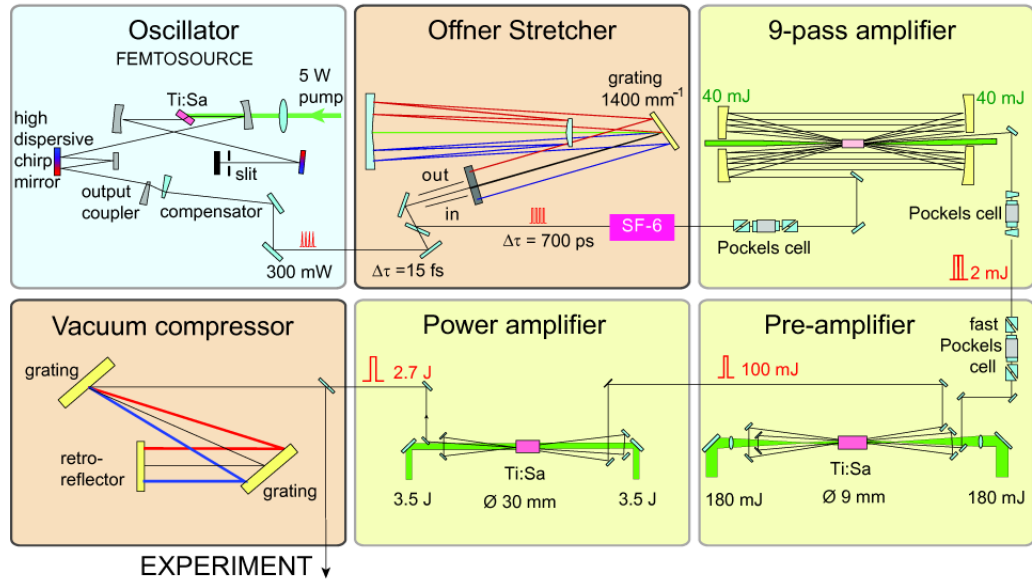 Oscillator
FEMTOSOURCE
5 W
pump
Ti:Sa
high
dispersive
chirp
mirror
slit
output
coupler
compensator
300 mW
Offner Stretcher
grating
1400 mm⁻¹
out
in
Δτ = 700 ps
SF-6
Δτ =15 fs
9-pass amplifier
40 mJ
40 mJ
Pockels cell
Pockels cell
2 mJ
Vacuum compressor
grating
retro-
reflector
grating
EXPERIMENT
Power amplifier
2.7 J
Ti:Sa
3.5 J
Ø 30 mm
3.5 J
Pre-amplifier
fast
Pockels
cell
100 mJ
Ti:Sa
180 mJ
Ø 9 mm
180 mJ